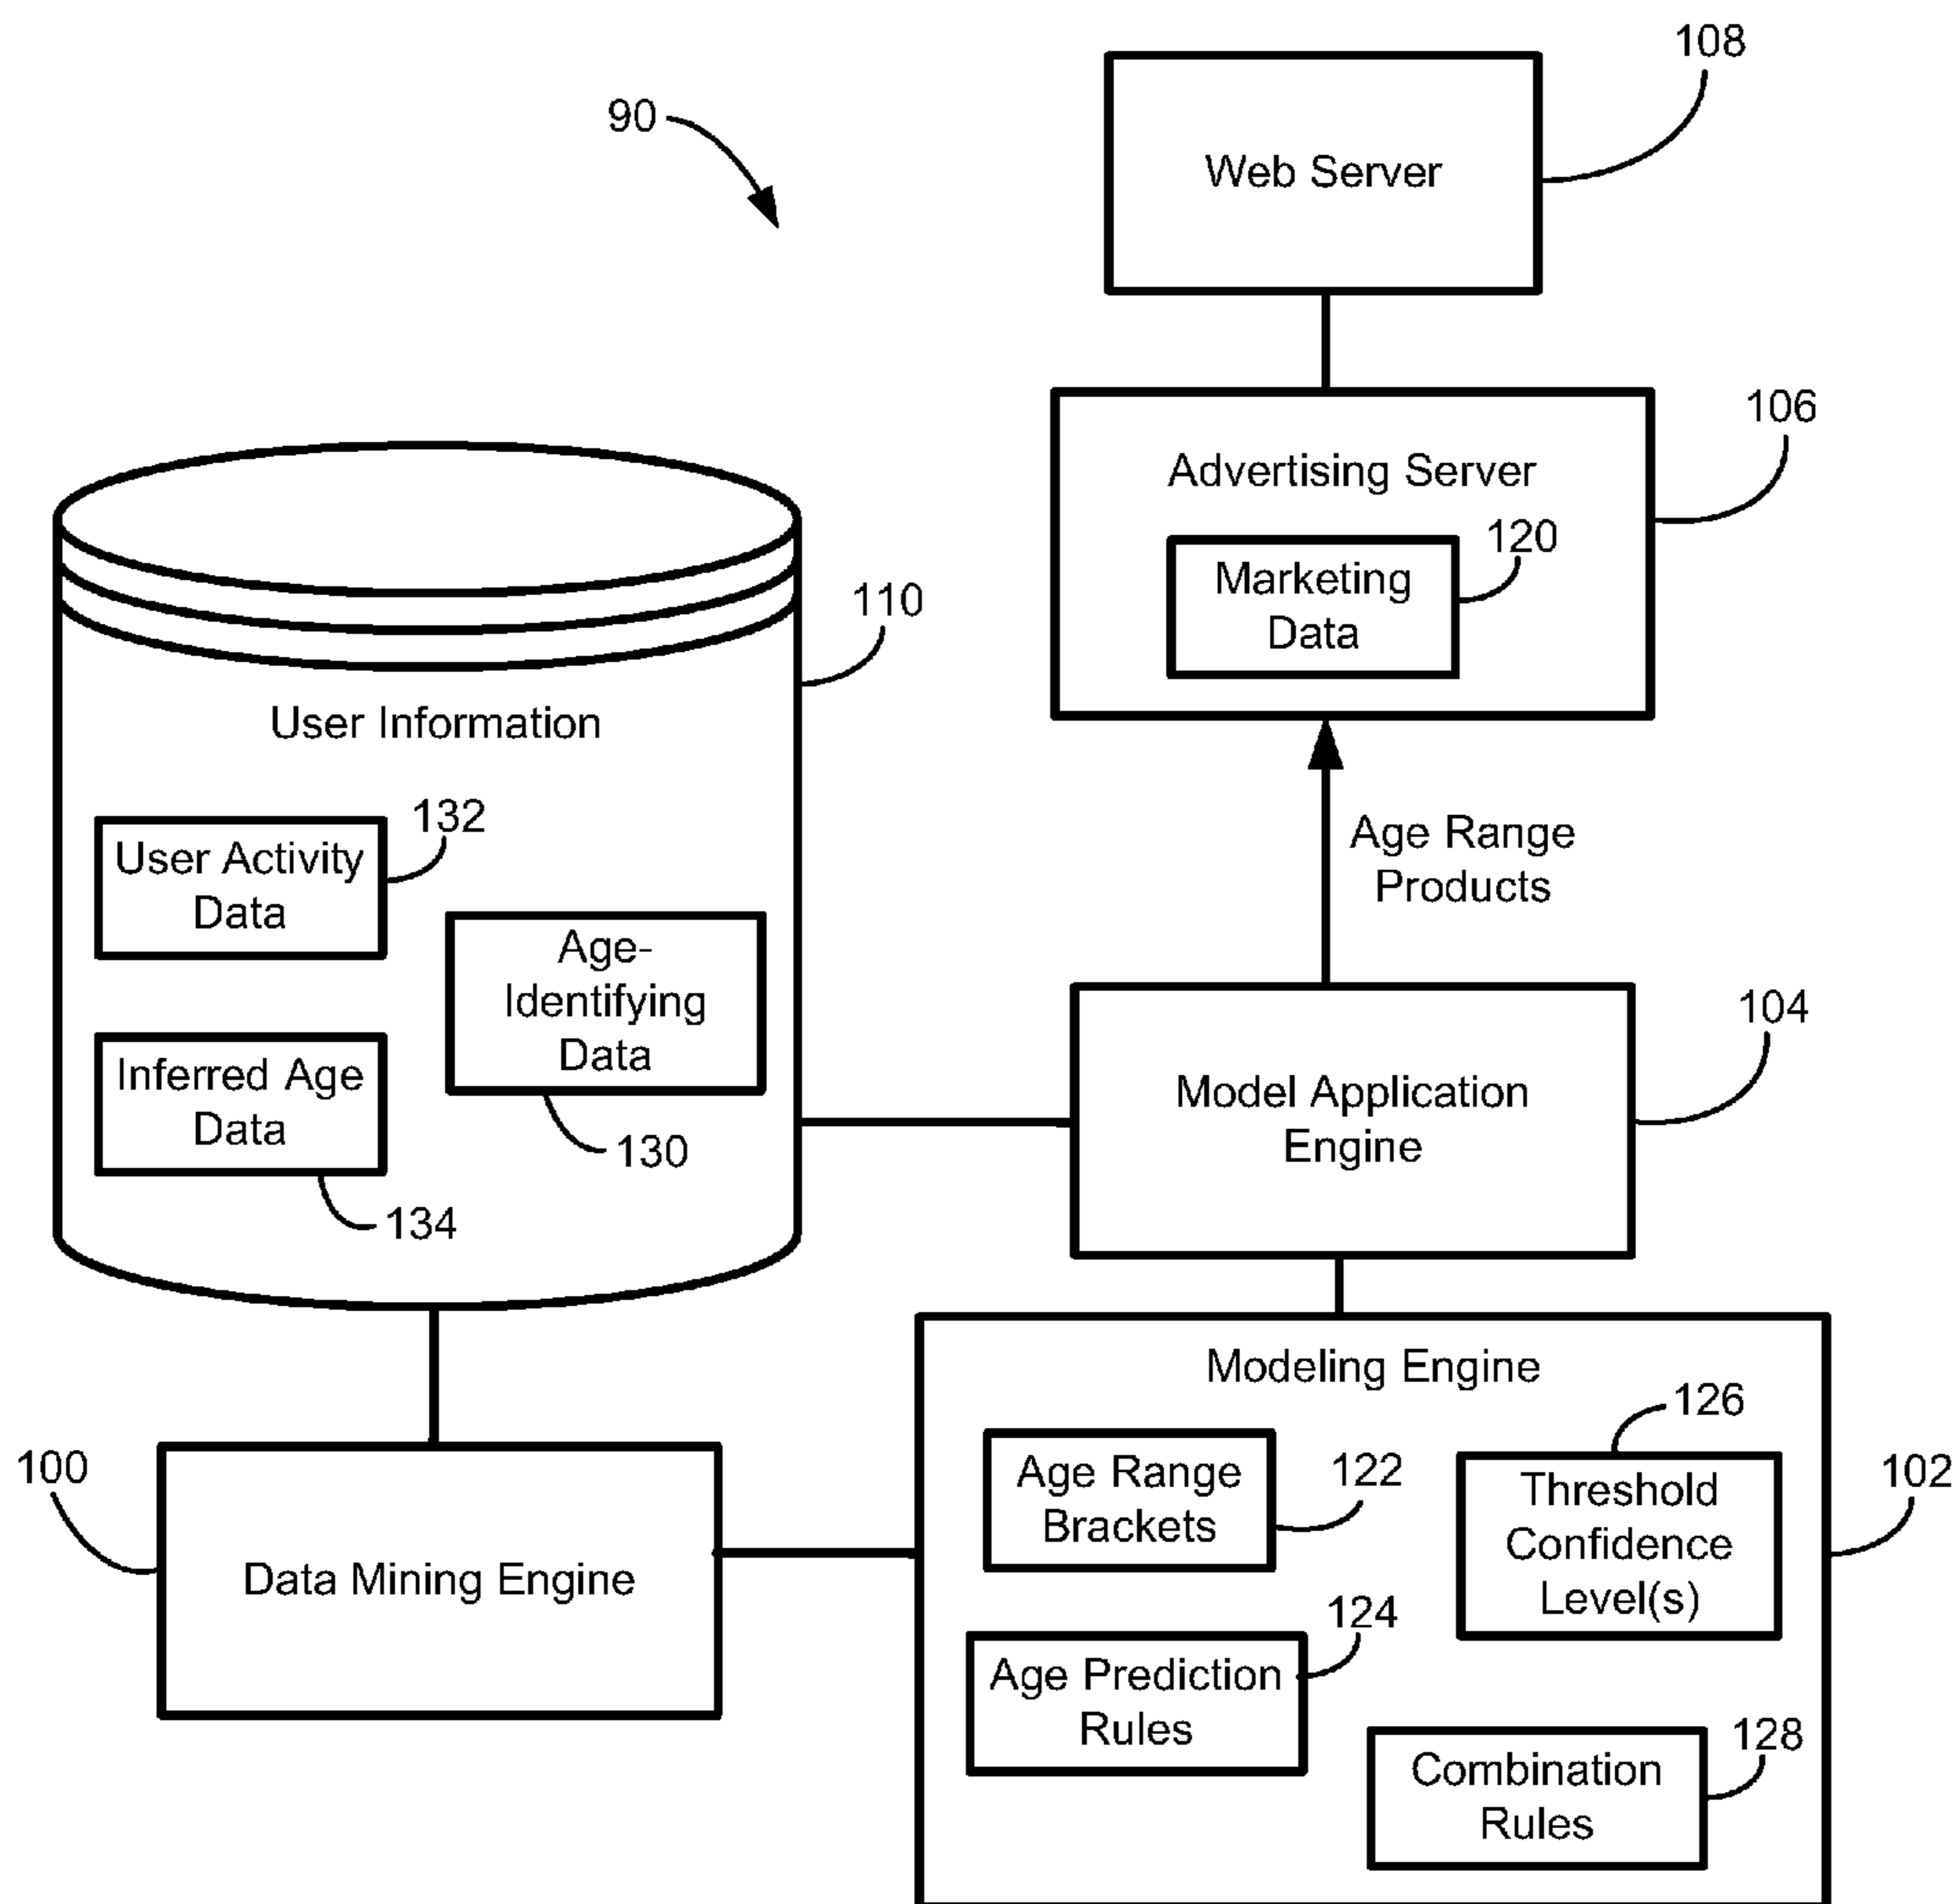 108
90
Web Server
106
Advertising Server
120
Marketing
Data
110
User Information
132
User Activity
Data
Age Range
Products
Age-
Identifying
Data
104
Inferred Age
Data
Model Application
Engine
130
134
Modeling Engine
126
100
Age Range
Brackets
122
Threshold
Confidence
Level(s)
102
Data Mining Engine
124
Age Prediction
Rules
128
Combination
Rules